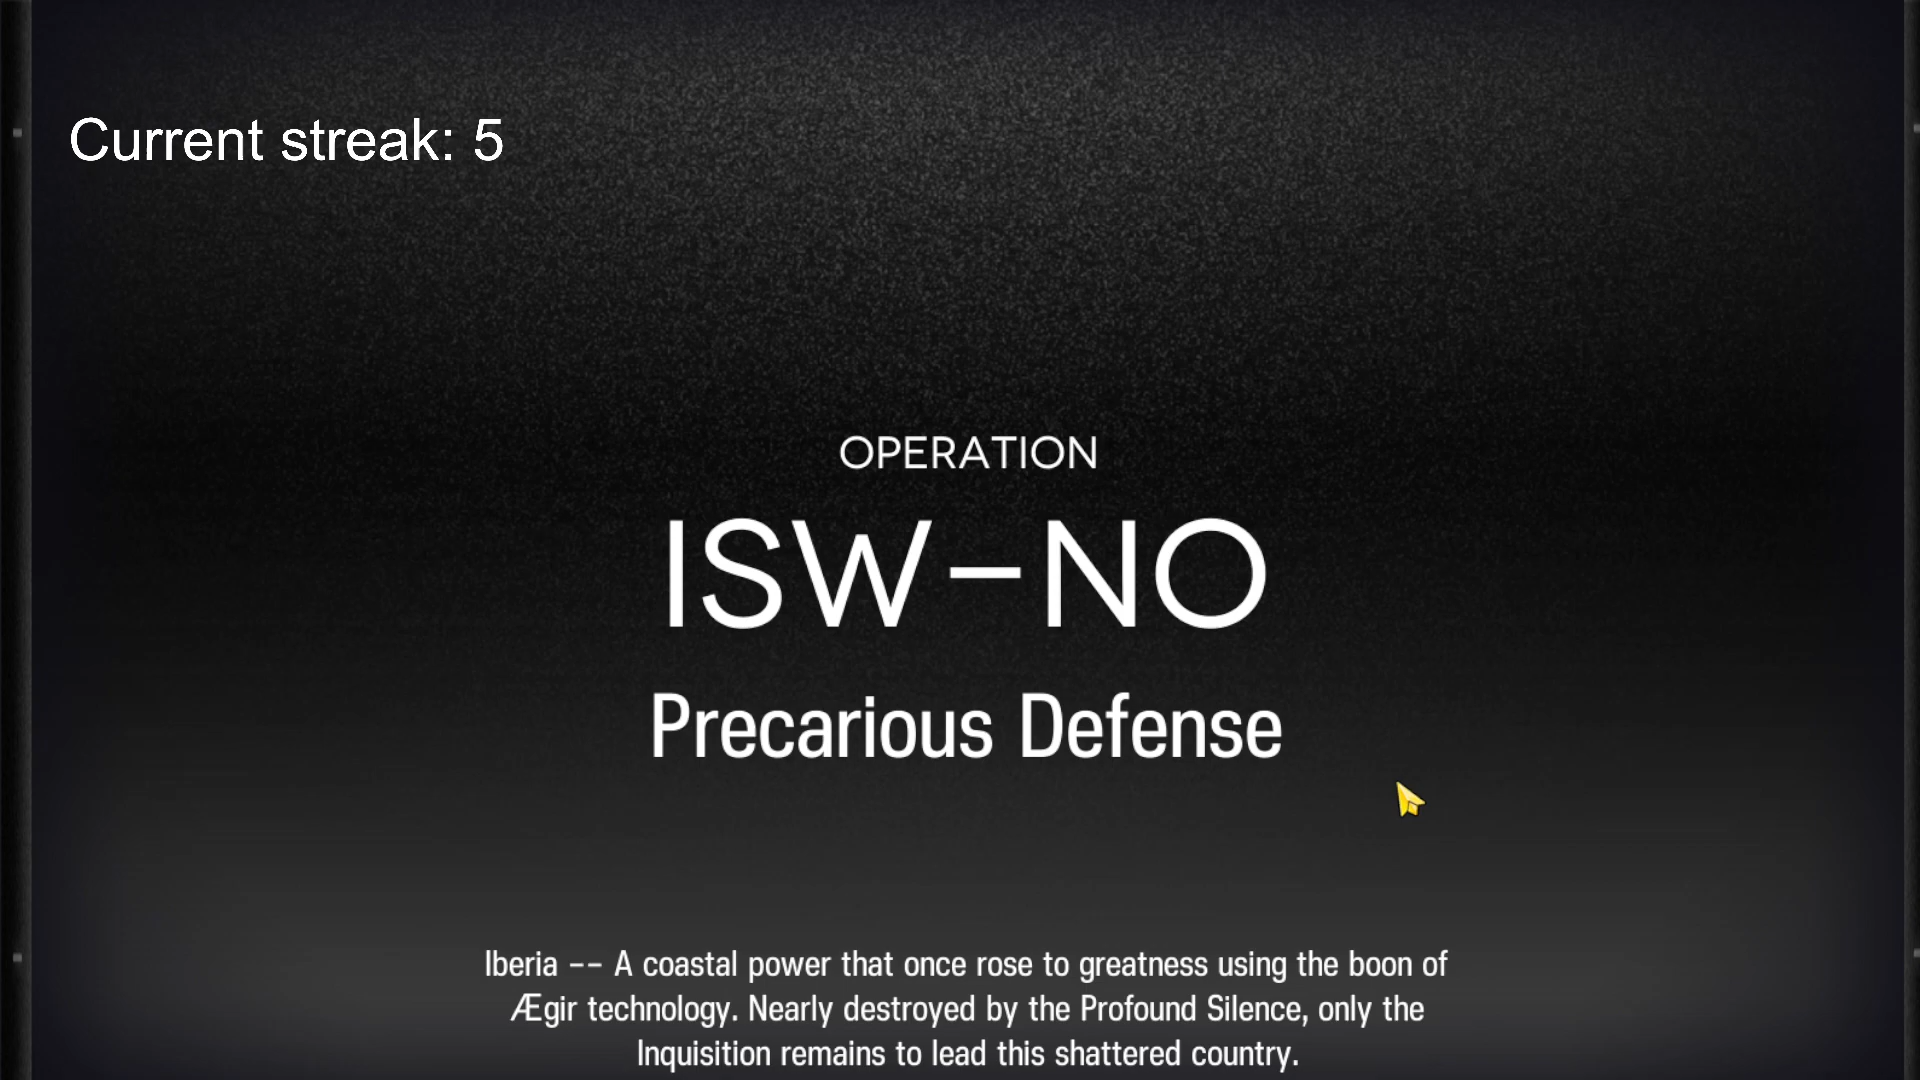 Current streak: 5
OPERATION
ISW-NO
Precarious Defense
Iberia -- A coastal power that once rose to greatness using the boon of
Ægir technology. Nearly destroyed by the Profound Silence, only the
Inquisition remains to lead this shattered country.